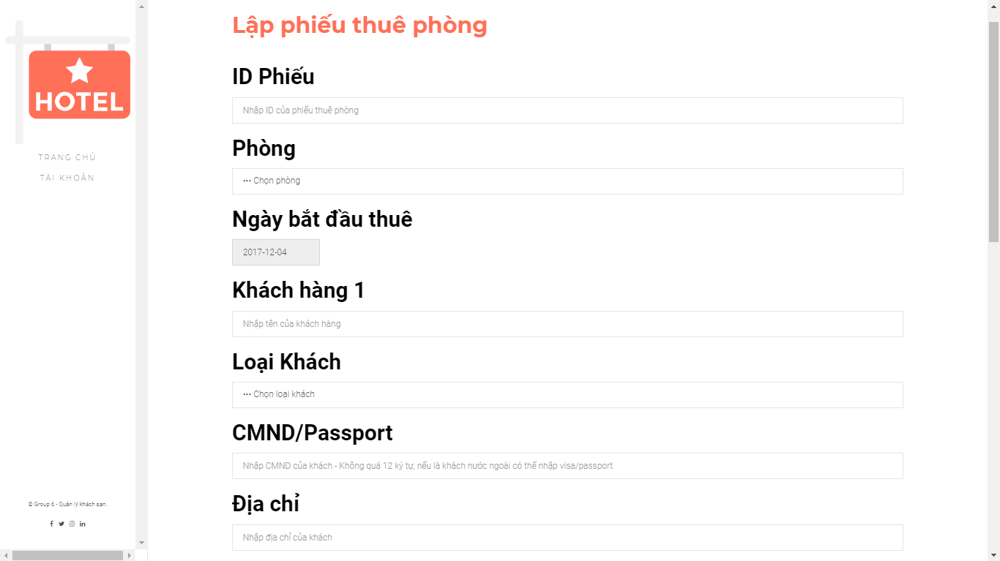 HOTEL
TRANG CHỦ
TÀI KHOẢN
© Group 6 - Quản lý khách sạn.
Lập phiếu thuê phòng
ID Phiếu
Nhập ID của phiếu thuê phòng
Phòng
--- Chọn phòng
Ngày bắt đầu thuê
2017-12-04
Khách hàng 1
Nhập tên của khách hàng
Loại Khách
--- Chọn loại khách
CMND/Passport
Nhập CMND của khách - Không quá 12 ký tự, nếu là khách nước ngoài có thể nhập visa/passport
Địa chỉ
Nhập địa chỉ của khách